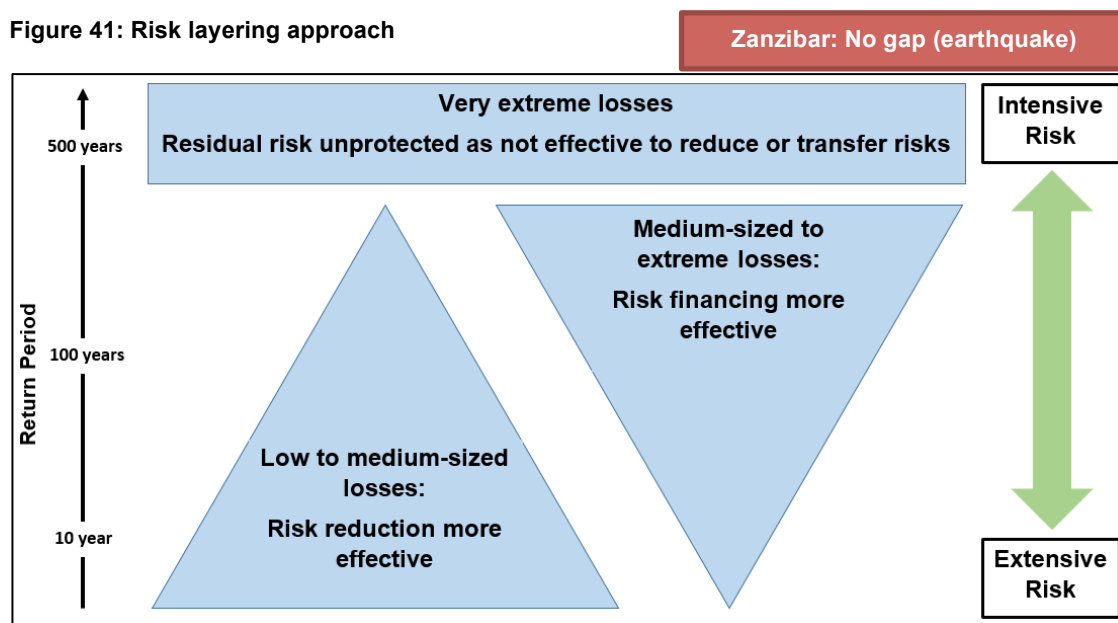 Figure 41: Risk layering approach
Zanzibar: No gap (earthquake)
Return Period
500 years
100 years
10 year
Very extreme losses
Residual risk unprotected as not effective to reduce or transfer risks
Medium-sized to
extreme losses:
Risk financing more
effective
Low to medium-sized
losses:
Risk reduction more
effective
Intensive
Risk
Extensive
Risk